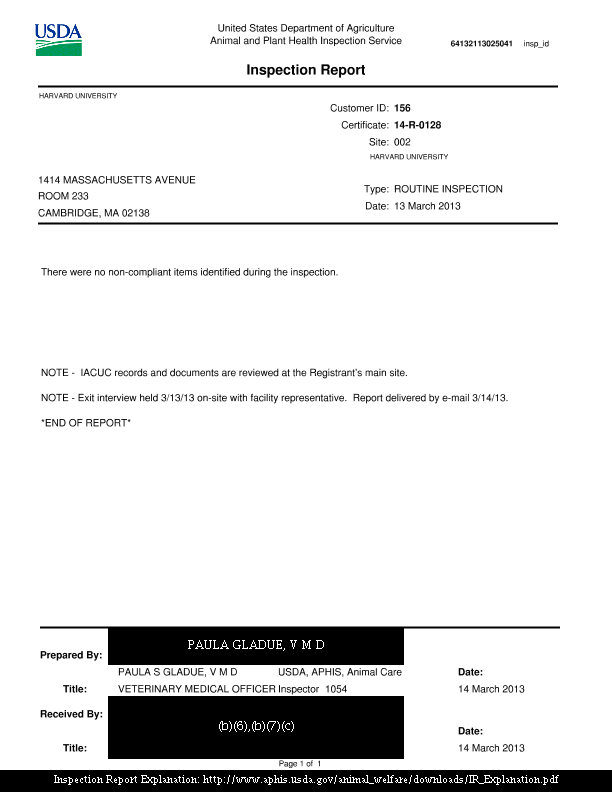 USDA
United States Department of Agriculture
Animal and Plant Health Inspection Service
64132113025041 insp_id
Inspection Report
HARVARD UNIVERSITY
Customer ID: 156
Certificate: 14-R-0128
Site: 002
HARVARD UNIVERSITY
1414 MASSACHUSETTS AVENUE
ROOM 233
CAMBRIDGE, MA 02138
Type: ROUTINE INSPECTION
Date: 13 March 2013
There were no non-compliant items identified during the inspection.
NOTE - IACUC records and documents are reviewed at the Registrant's main site.
NOTE - Exit interview held 3/13/13 on-site with facility representative. Report delivered by e-mail 3/14/13.
*END OF REPORT*
PAULA GLADUE, V M D
Prepared By:
PAULA S GLADUE, V M D USDA, APHIS, Animal Care Date:
Title: VETERINARY MEDICAL OFFICER Inspector 1054 14 March 2013
Received By:
(b)(6),(b)(7)(c)
Date:
Title: 14 March 2013
Page 1 of 1
Inspection Report Explanation: http://www.aphis.usda.gov/animal_welfare/downloads/IR_Explanation.pdf